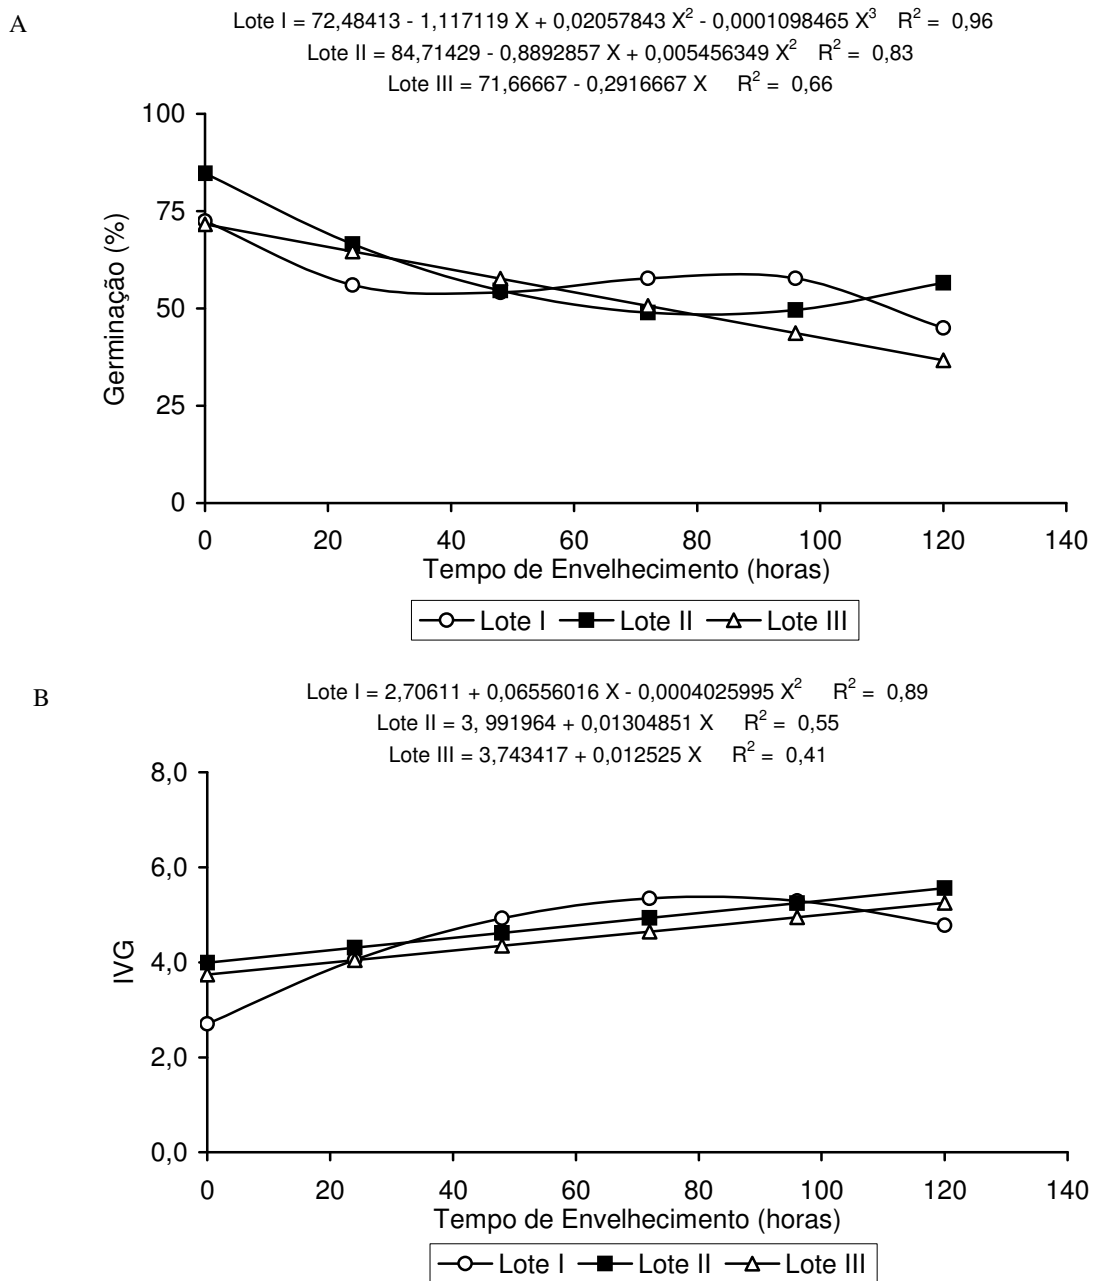 A
Lote I = 72,48413 - 1,117119 X + 0,02057843 X² - 0,0001098465 X³ R² = 0,96
Lote II = 84,71429 - 0,8892857 X + 0,005456349 X² R² = 0,83
Lote III = 71,66667 - 0,2916667 X R² = 0,66
100
75
50
25
0
Germinação (%)
0 20 40 60 80 100 120 140
Tempo de Envelhecimento (horas)
Lote I Lote II Lote III
B
Lote I = 2,70611 + 0,06556016 X - 0,0004025995 X² R² = 0,89
Lote II = 3, 991964 + 0,01304851 X R² = 0,55
Lote III = 3,743417 + 0,012525 X R² = 0,41
8,0
6,0
4,0
2,0
0,0
IVG
0 20 40 60 80 100 120 140
Tempo de Envelhecimento (horas)
Lote I Lote II Lote III